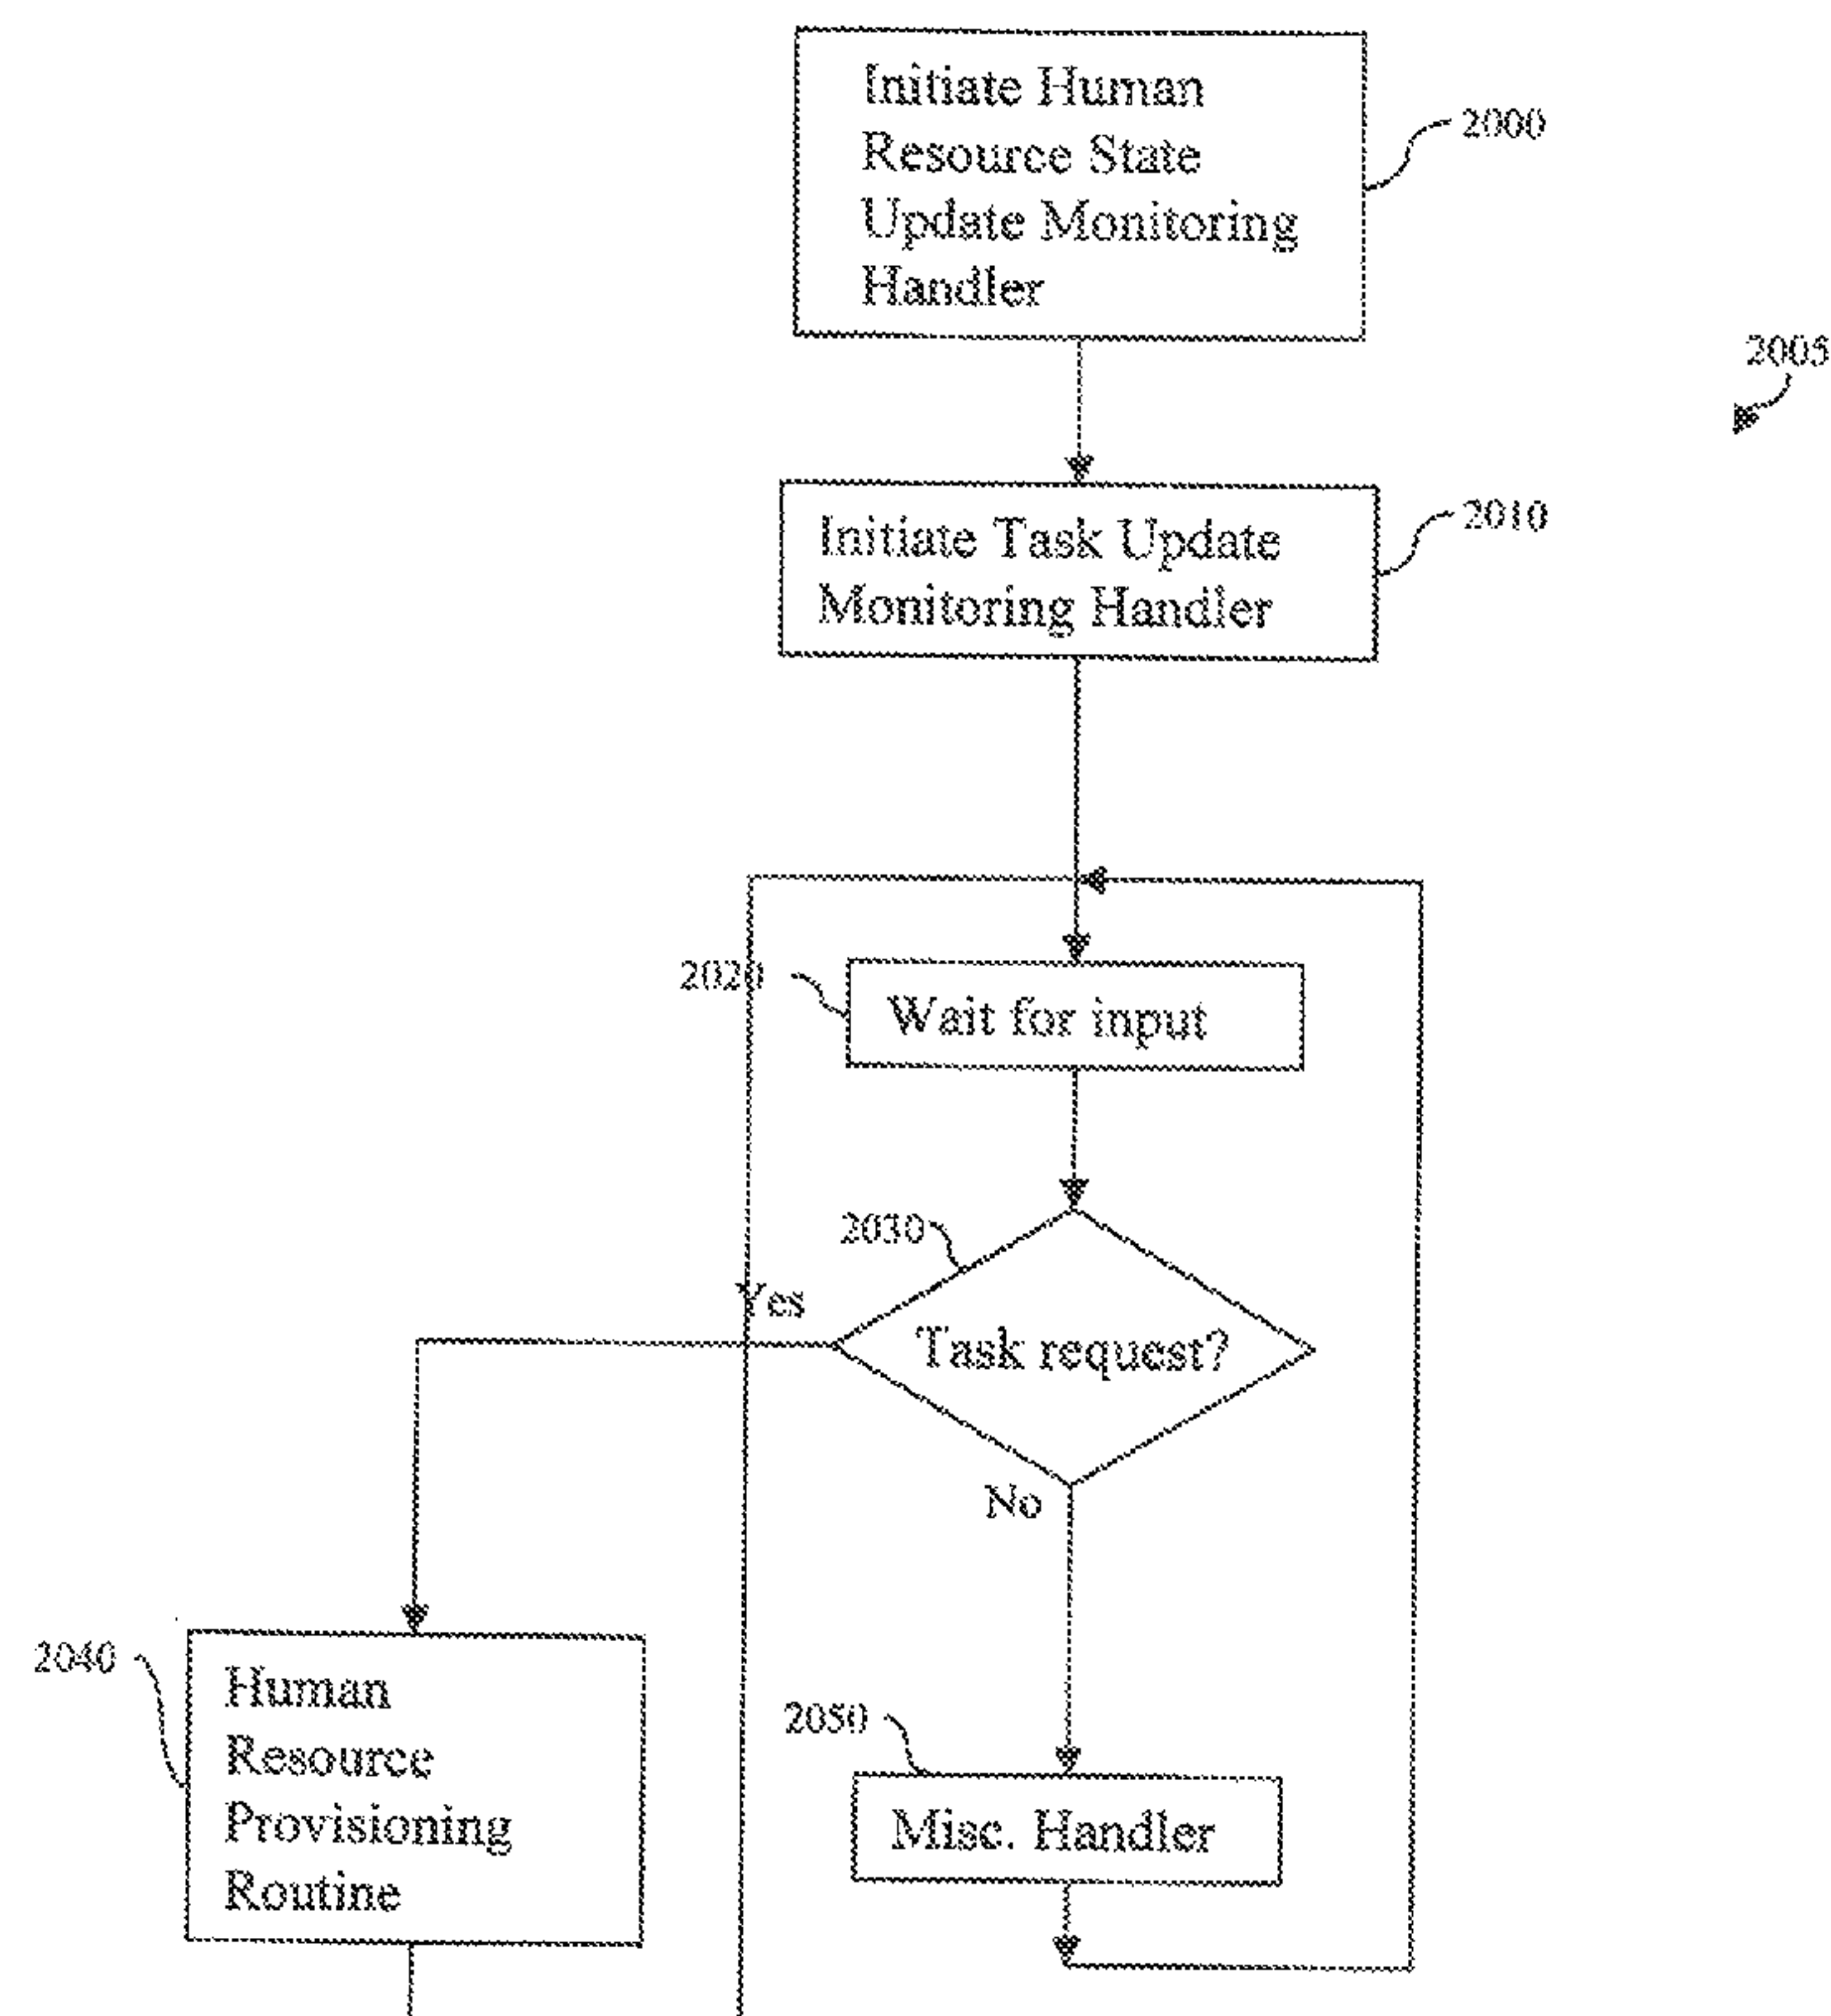 Initiate Human
Resource State
Update Monitoring
Handler
2000
2005
Initiate Task Update
Monitoring Handler
2010
2020
Wait for input
2030
Yes
Task request?
No
2040
Human
Resource
Provisioning
Routine
2050
Misc. Handler